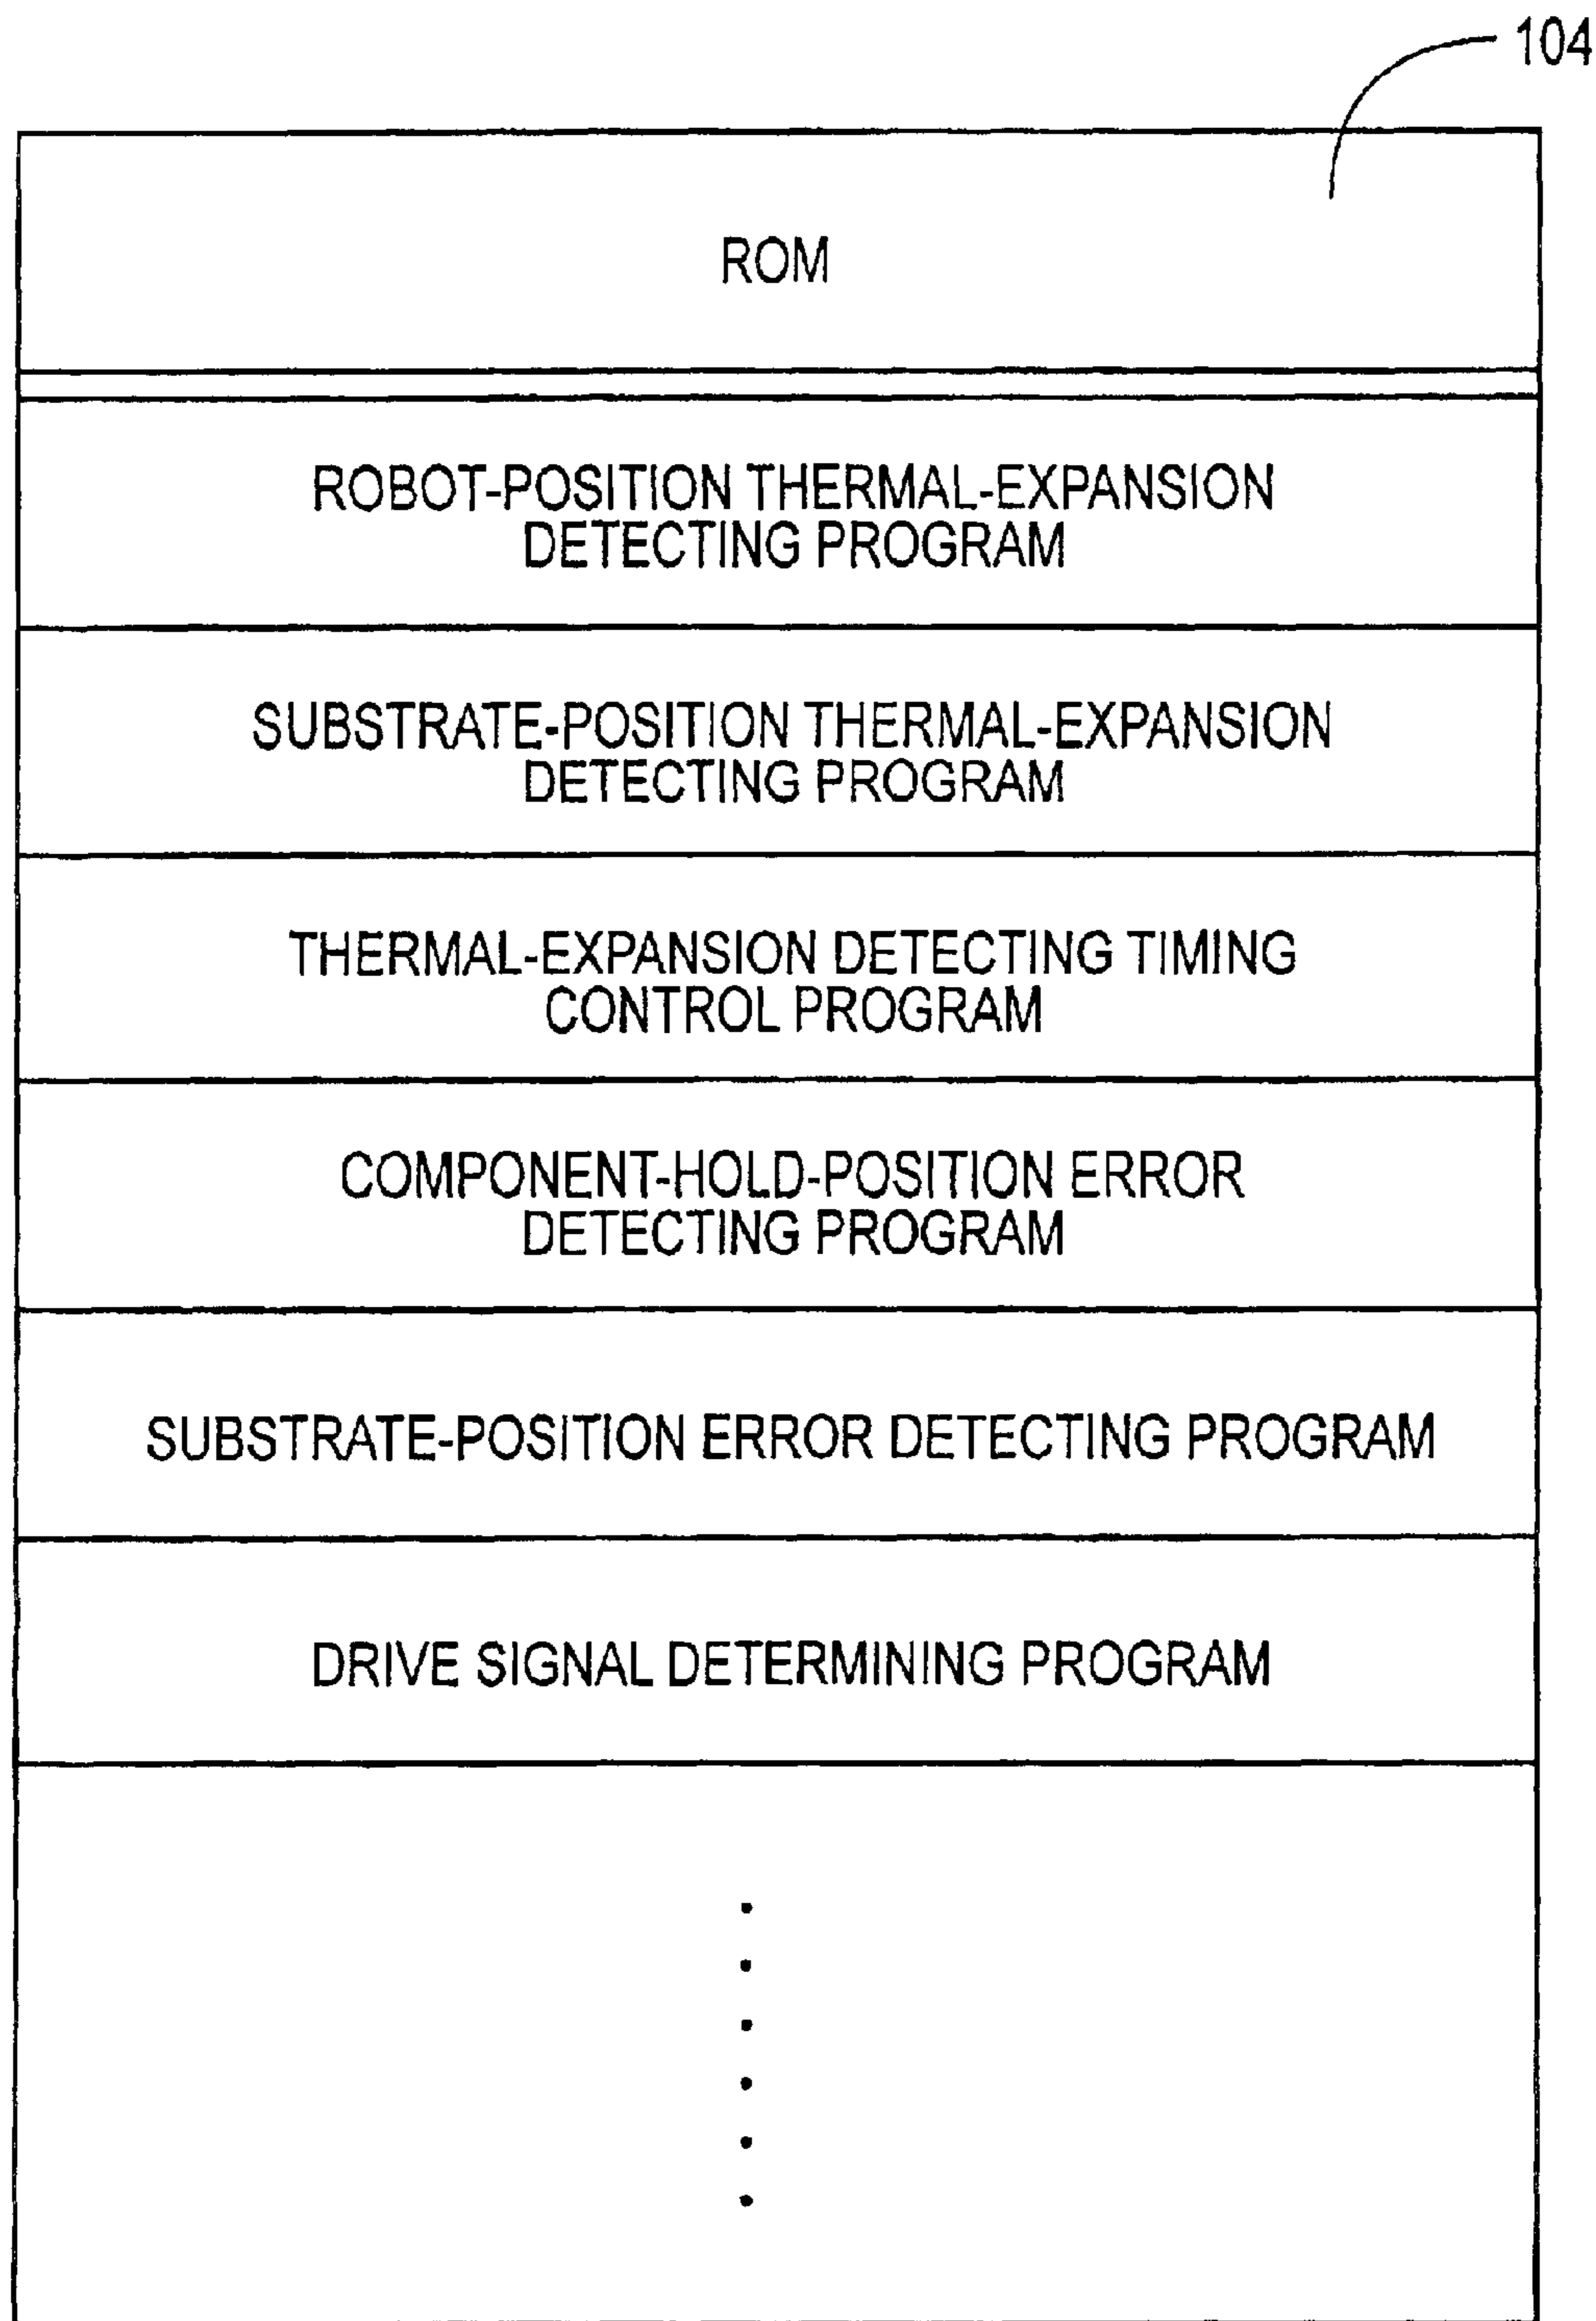 104
ROM
ROBOT-POSITION THERMAL-EXPANSION
DETECTING PROGRAM
SUBSTRATE-POSITION THERMAL-EXPANSION
DETECTING PROGRAM
THERMAL-EXPANSION DETECTING TIMING
CONTROL PROGRAM
COMPONENT-HOLD-POSITION ERROR
DETECTING PROGRAM
SUBSTRATE-POSITION ERROR DETECTING PROGRAM
DRIVE SIGNAL DETERMINING PROGRAM